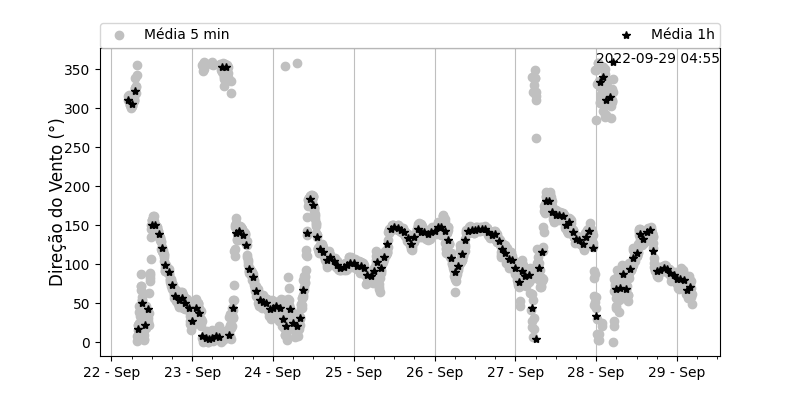 Média 5 min
Média 1h
2022-09-29 04:55
Direção do Vento (°)
350
300
250
200
150
100
50
0
22 - Sep
23 - Sep
24 - Sep
25 - Sep
26 - Sep
27 - Sep
28 - Sep
29 - Sep